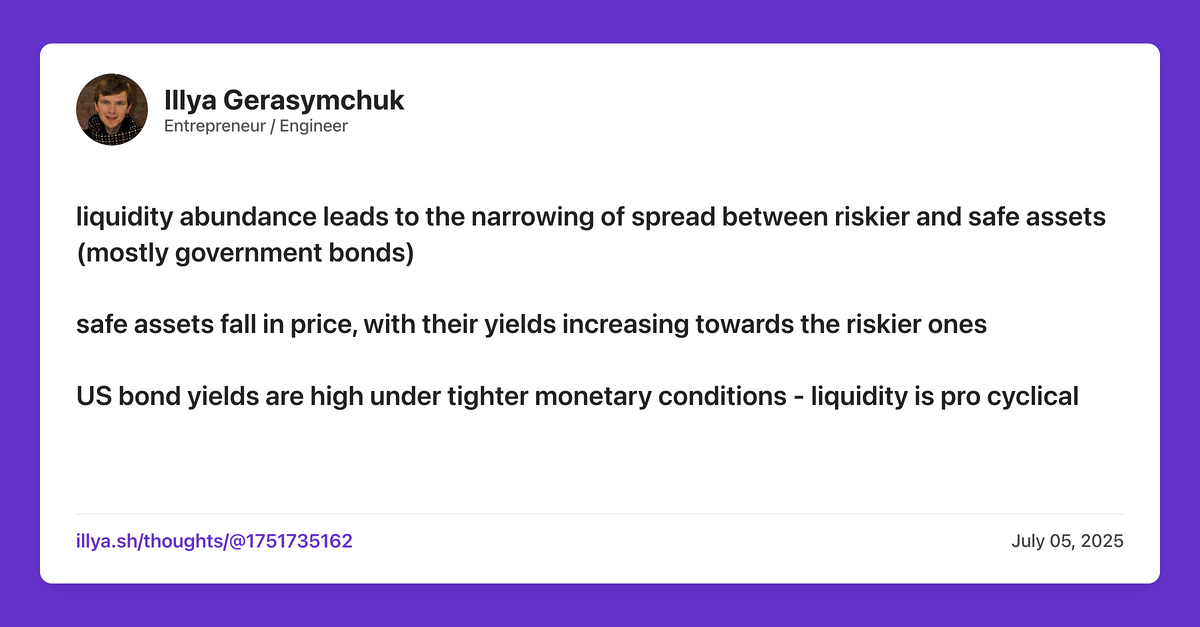 Illya Gerasymchuk
Entrepreneur / Engineer
liquidity abundance leads to the narrowing of spread between riskier and safe assets
(mostly government bonds)
safe assets fall in price, with their yields increasing towards the riskier ones
US bond yields are high under tighter monetary conditions - liquidity is pro cyclical
illya.sh/thoughts/@1751735162
July 05, 2025